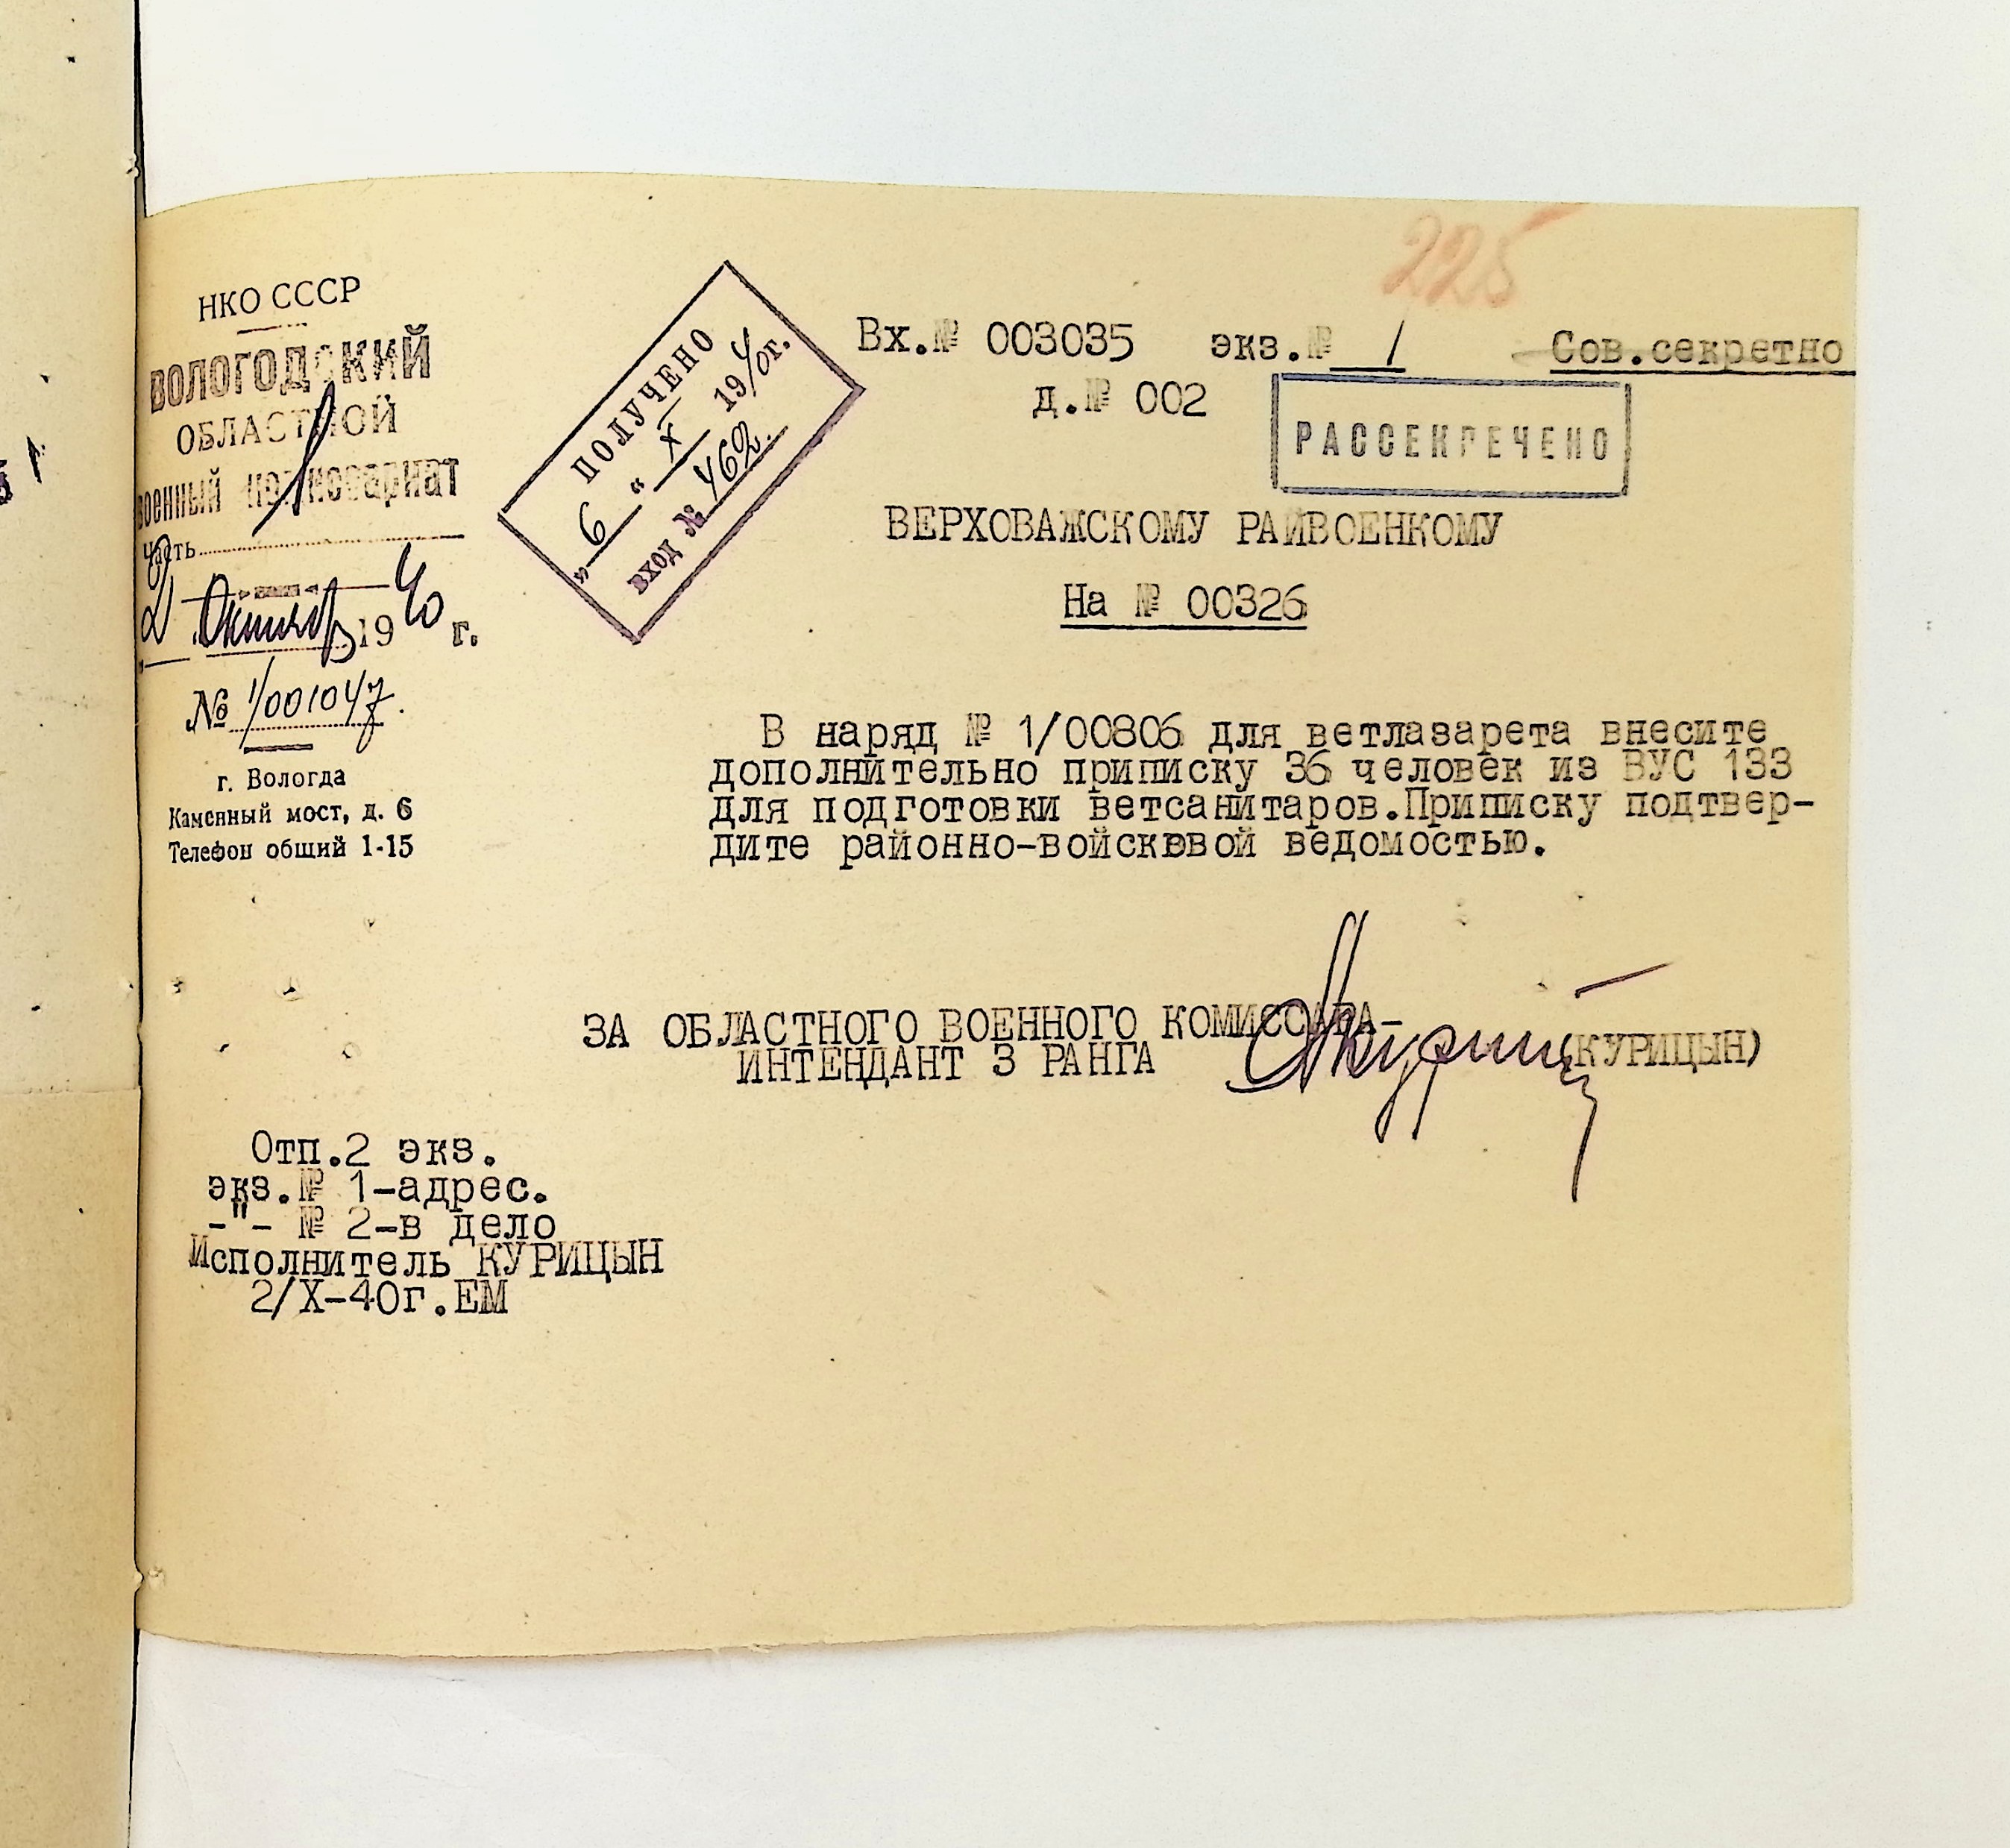 225
НКО СССР
ВОЛОГОДСКИЙ
ОБЛАСТНОЙ
военный комиссариат
Часть
2 Октября 1940 г.
№ 1/001047.
г. Вологда
Каменный мост, д. 6
Телефон общий 1-15
ПОЛУЧЕНО
„6“ X 1940г.
ВХОД № 462.
Вх.№ 003035 экз.№ 1 Сов.секретно
д.№ 002
РАССЕКРЕЧЕНО
ВЕРХОВАЖСКОМУ РАЙВОЕНКОМУ
На № 00326
В наряд № 1/00806 для ветлазарета внесите
дополнительно приписку 36 человек из ВУС 133
для подготовки ветсанитаров.Приписку подтвер-
дите районно-войсковой ведомостью.
ЗА ОБЛАСТНОГО ВОЕННОГО КОМИССАРА-
ИНТЕНДАНТ 3 РАНГА (КУРИЦЫН)
Отп.2 экз.
экз.№ 1-адрес.
-"- № 2-в дело
Исполнитель КУРИЦЫН
2/X-40г.ЕМ